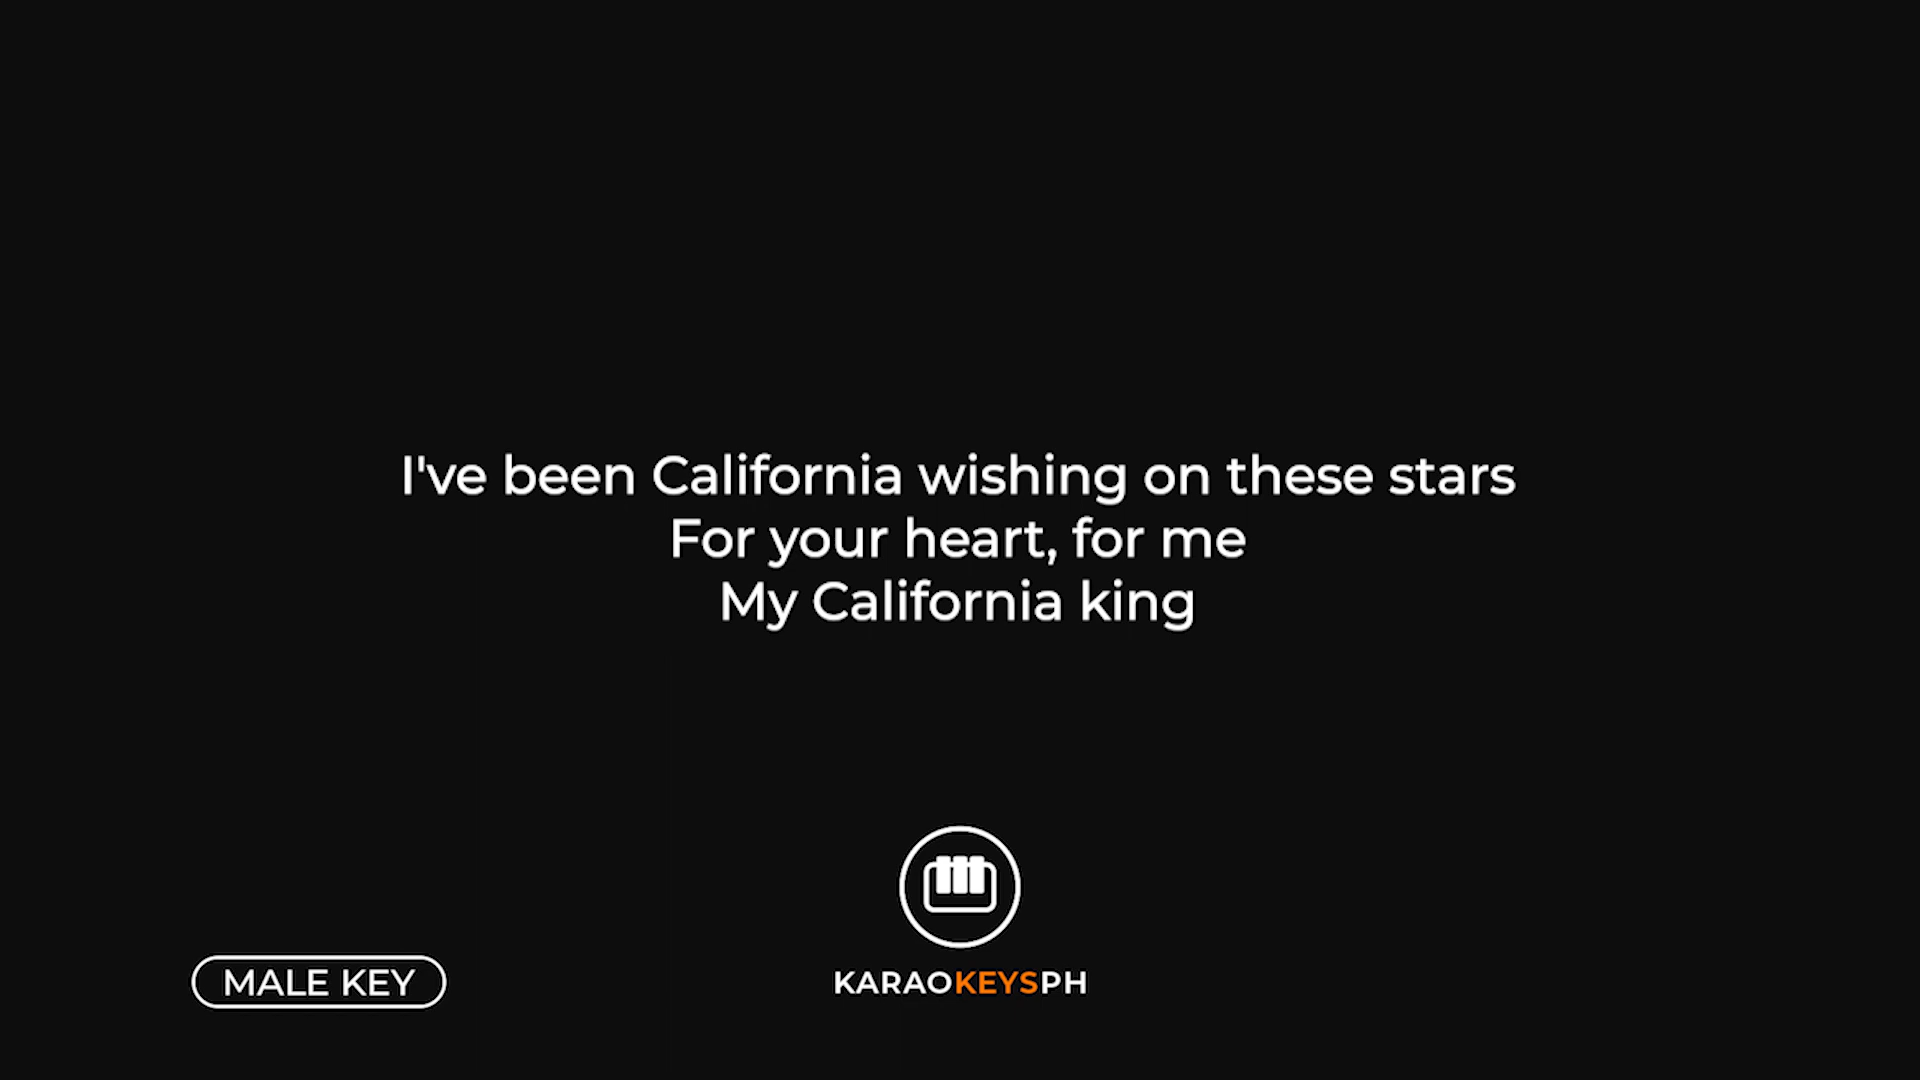 I've been California wishing on these stars
For your heart, for me
My California king
MALE KEY
KARAOKEYSPH